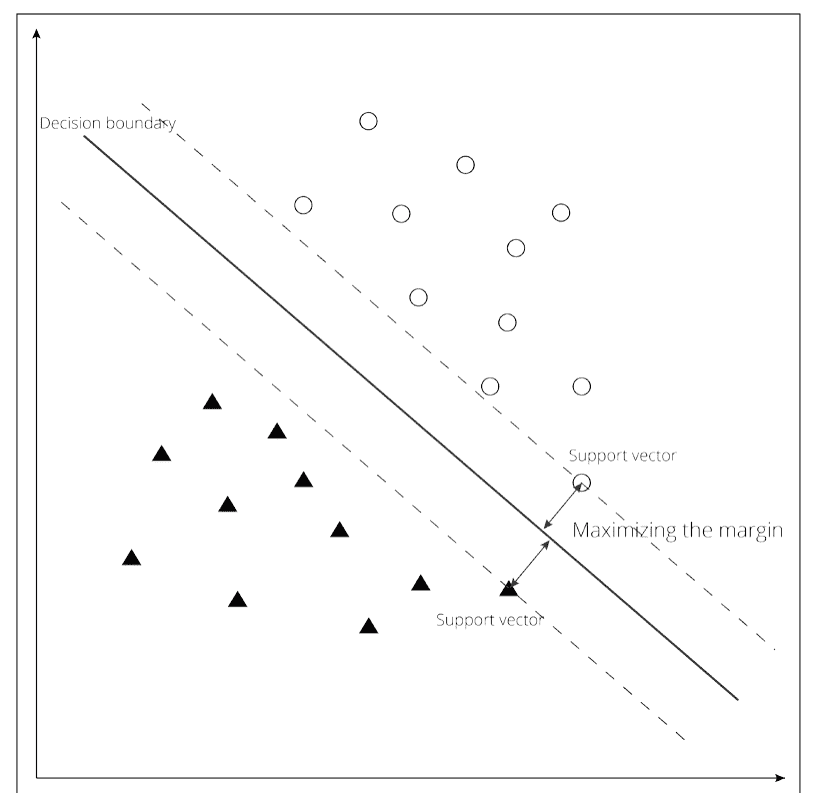 Decision boundary
Support vector
Maximizing the margin
Support vector